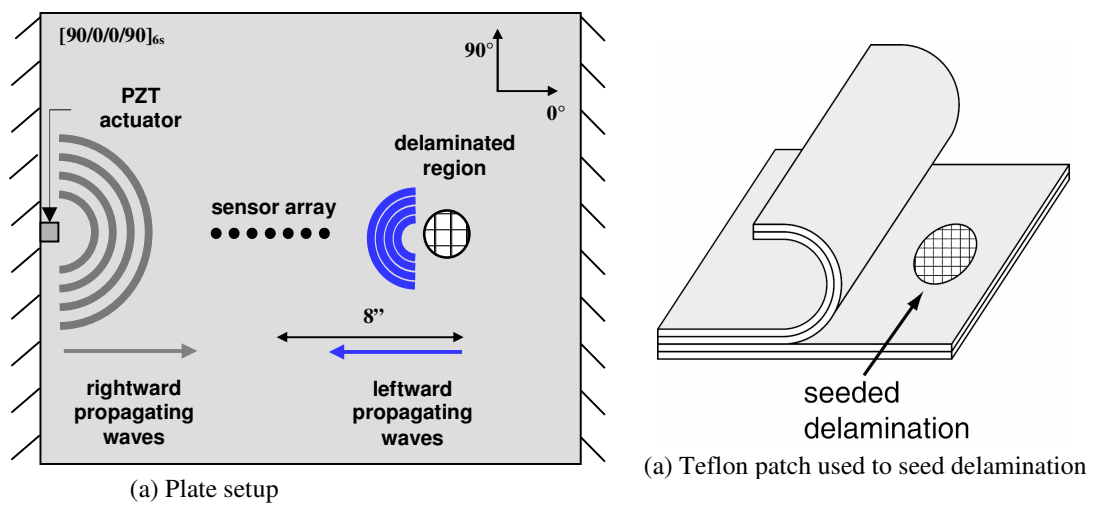 [90/0/0/90]6s
90°
0°
PZT
actuator
delaminated
region
sensor array
8”
rightward
propagating
waves
leftward
propagating
waves
(a) Plate setup
seeded
delamination
(a) Teflon patch used to seed delamination